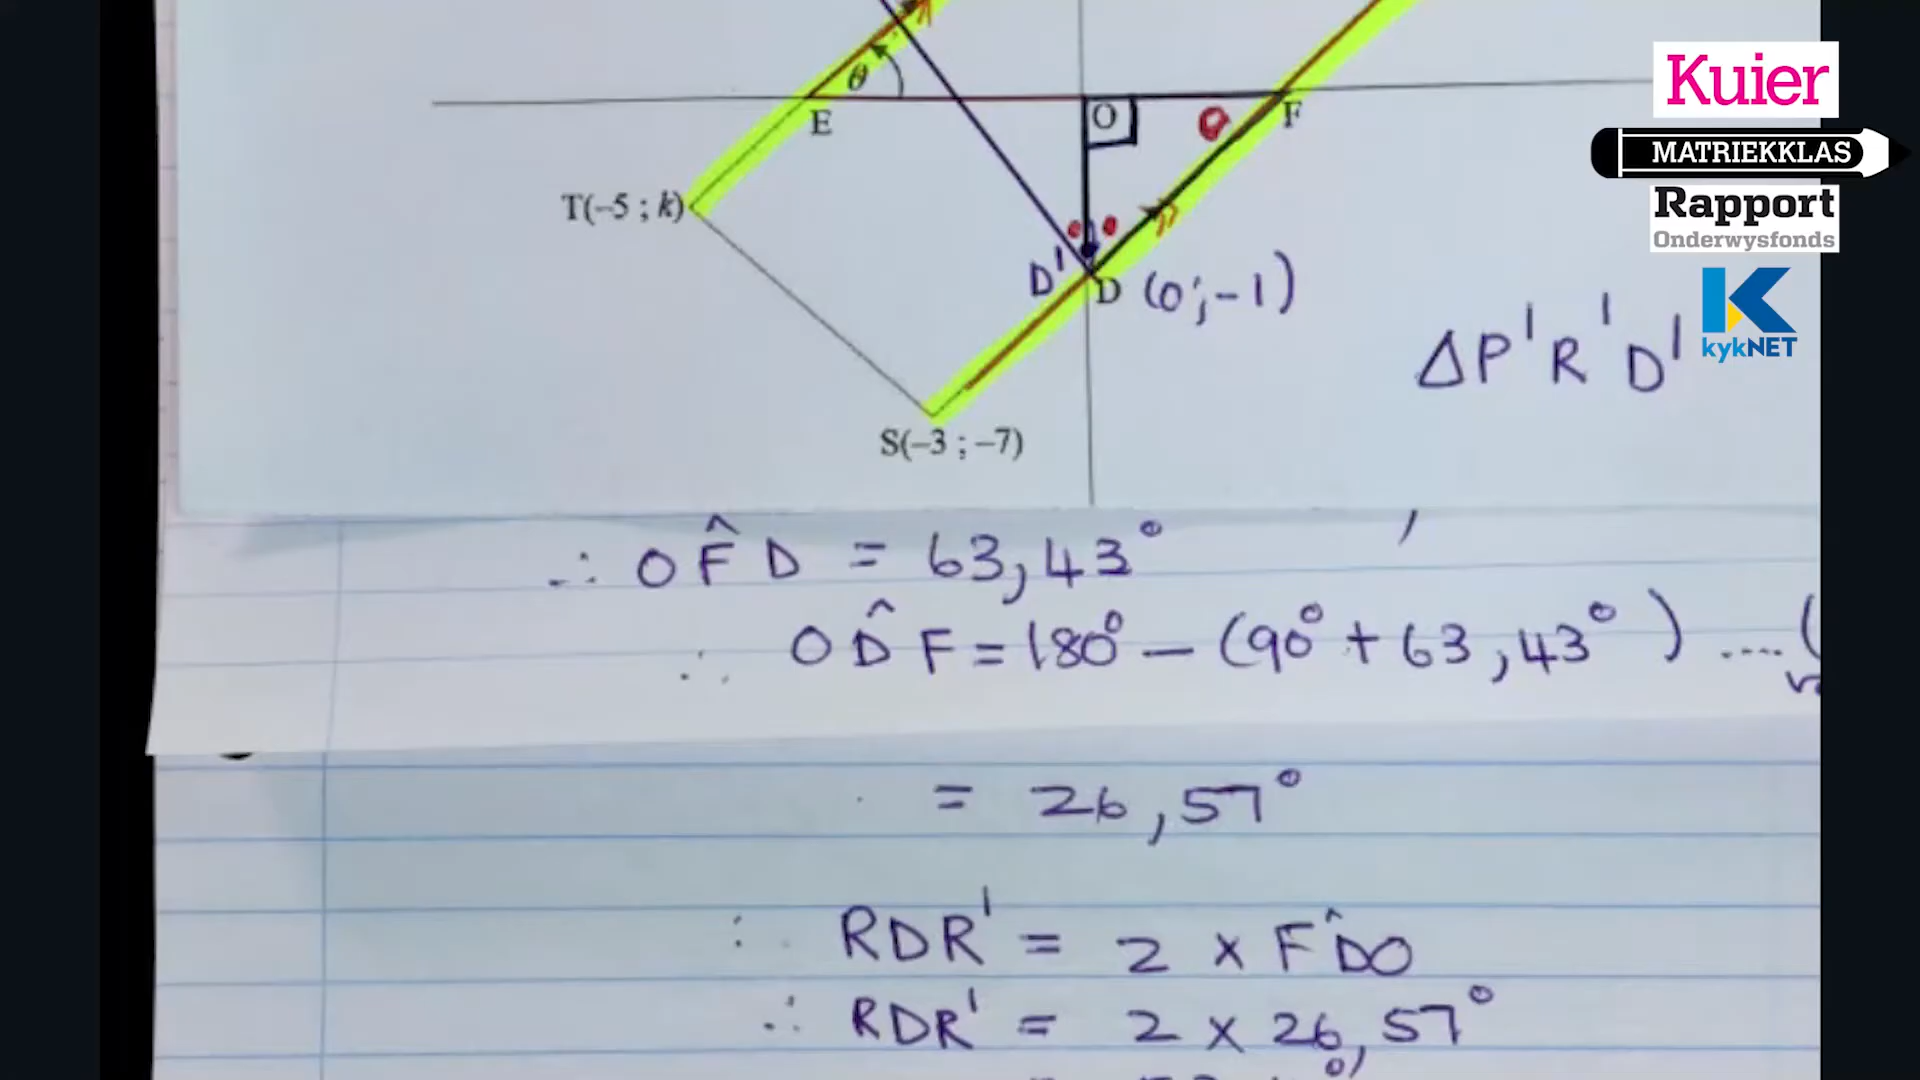 Kuier
MATRIEKKLAS
Rapport
Onderwysfonds
kykNET
θ
E
O
F
T(–5 ; k)
D'
D (0 ; -1)
ΔP'R'D'
S(–3 ; –7)
∴ OF̂D = 63,43°
∴ OD̂F = 180° - (90° + 63,43°) ....(
= 26,57°
∴ RDR' = 2 × FD̂O
∴ RDR' = 2 × 26,57°